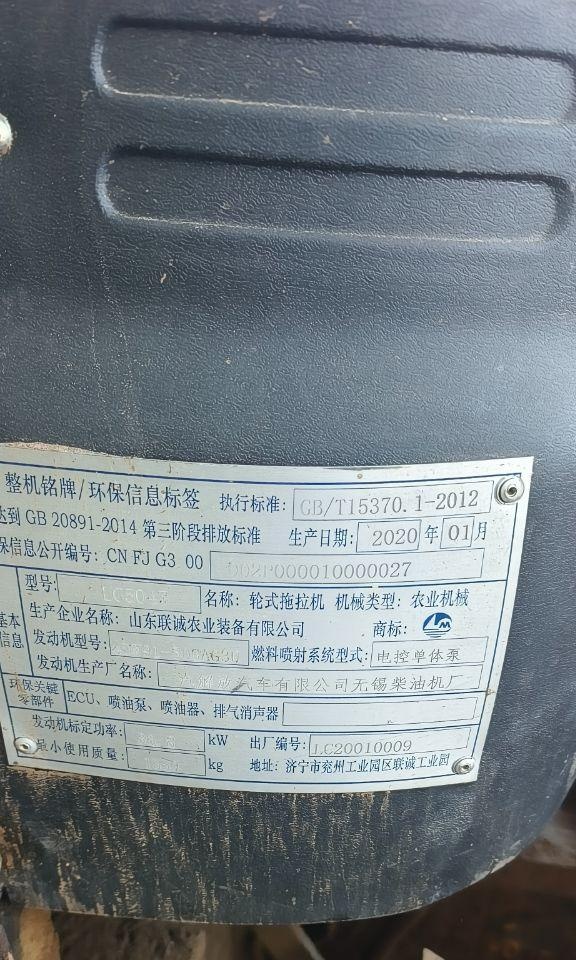 整机铭牌/环保信息标签 执行标准: GB/T15370.1-2012
达到 GB 20891-2014 第三阶段排放标准 生产日期: 2020 年 01 月
保信息公开编号: CN FJ G3 00 000010000027
基本信息
型号: 名称: 轮式拖拉机 机械类型: 农业机械
生产企业名称: 山东联诚农业装备有限公司 商标: LM
发动机型号: 燃料喷射系统型式: 电控单体泵
发动机生产厂名称: 汽车有限公司无锡柴油机厂
环保关键零部件 ECU、喷油泵、喷油器、排气消声器
发动机标定功率: kW 出厂编号: LC20010009
最小使用质量: kg 地址: 济宁市兖州工业园区联诚工业园